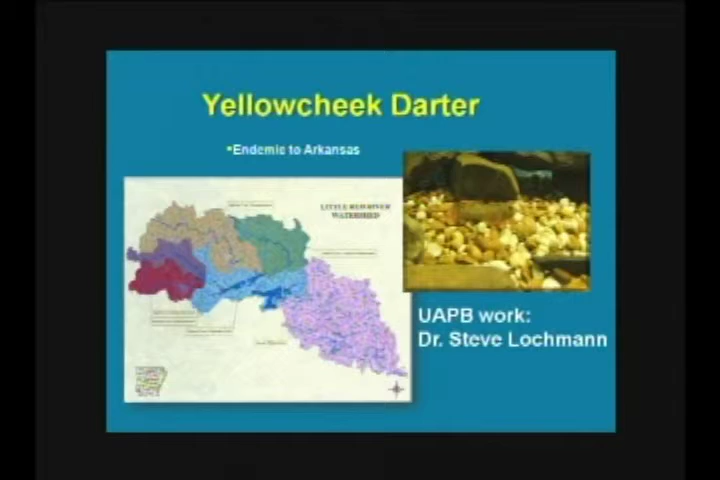 Yellowcheek Darter
▪Endemic to Arkansas
LITTLE RED RIVER
WATERSHED
UAPB work:
Dr. Steve Lochmann